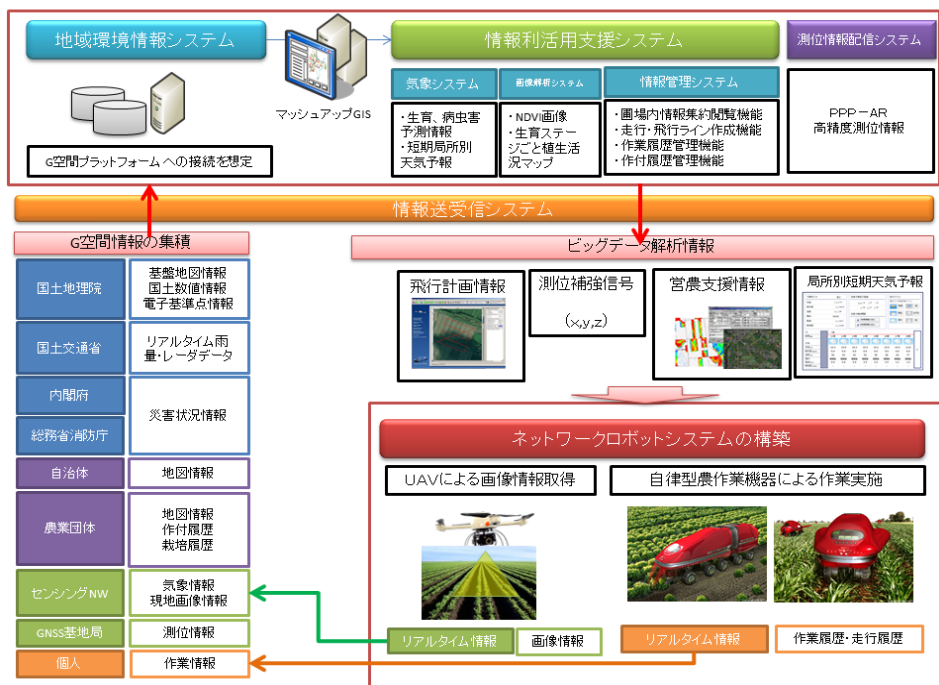 地域環境情報システム
マッシュアップGIS
G空間プラットフォームへの接続を想定
情報利活用支援システム
気象システム
・生育、病虫害
予測情報
・短期局所別
天気予報
画像解析システム
・NDVI画像
・生育ステー
ジごと植生活
況マップ
情報管理システム
・圃場内情報集約閲覧機能
・走行・飛行ライン作成機能
・作業履歴管理機能
・作付履歴管理機能
測位情報配信システム
PPP－AR
高精度測位情報
情報送受信システム
G空間情報の集積
国土地理院
基盤地図情報
国土数値情報
電子基準点情報
国土交通省
リアルタイム雨
量・レーダデータ
内閣府
総務省消防庁
災害状況情報
自治体
地図情報
農業団体
地図情報
作付履歴
栽培履歴
センシングNW
気象情報
現地画像情報
GNSS基地局
測位情報
個人
作業情報
ビッグデータ解析情報
飛行計画情報
測位補強信号
(x,y,z)
営農支援情報
局所別短期天気予報
ネットワークロボットシステムの構築
UAVによる画像情報取得
自律型農作業機器による作業実施
リアルタイム情報
画像情報
リアルタイム情報
作業履歴・走行履歴